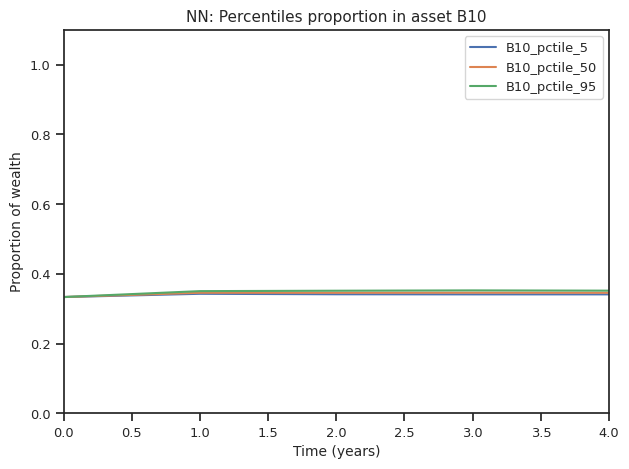 NN: Percentiles proportion in asset B10
B10_pctile_5
B10_pctile_50
B10_pctile_95
Proportion of wealth
1.0
0.8
0.6
0.4
0.2
0.0
0.0 0.5 1.0 1.5 2.0 2.5 3.0 3.5 4.0
Time (years)